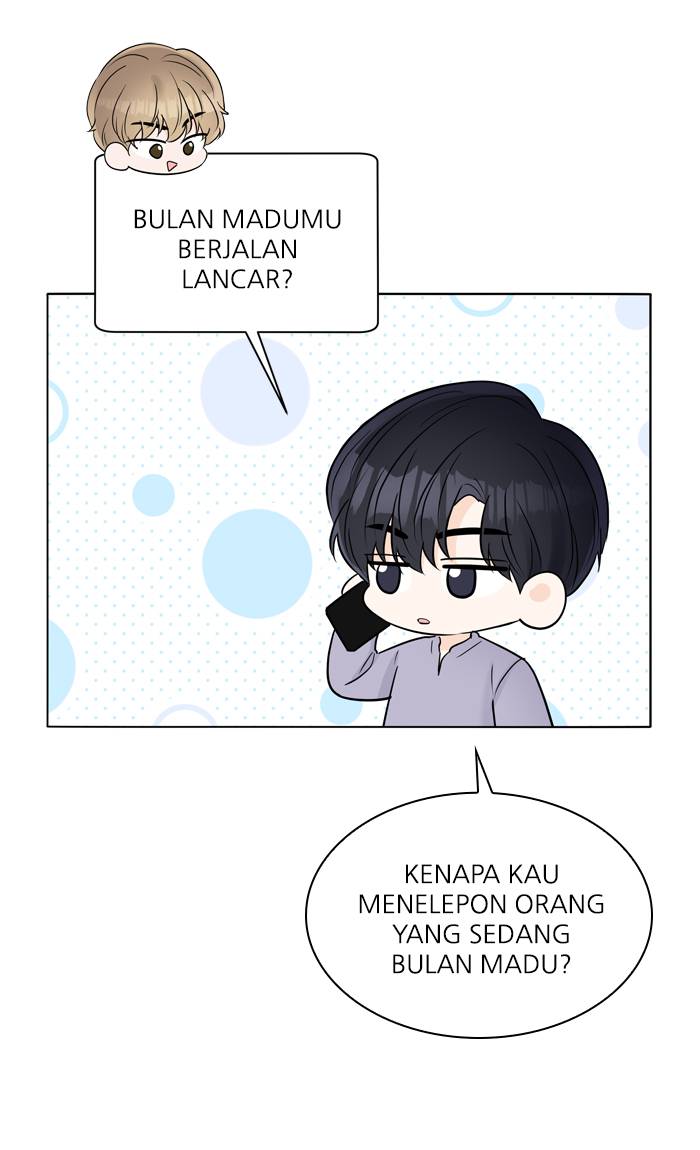 BULAN MADUMU
BERJALAN
LANCAR?
KENAPA KAU
MENELEPON ORANG
YANG SEDANG
BULAN MADU?